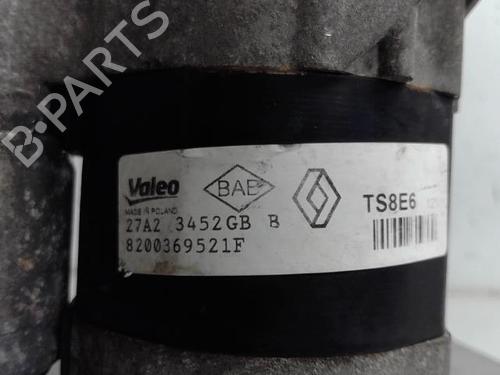 B-PARTS
Valeo
MADE IN POLAND
BAE
TS8E6
27A2 3452GB B
8200369521F